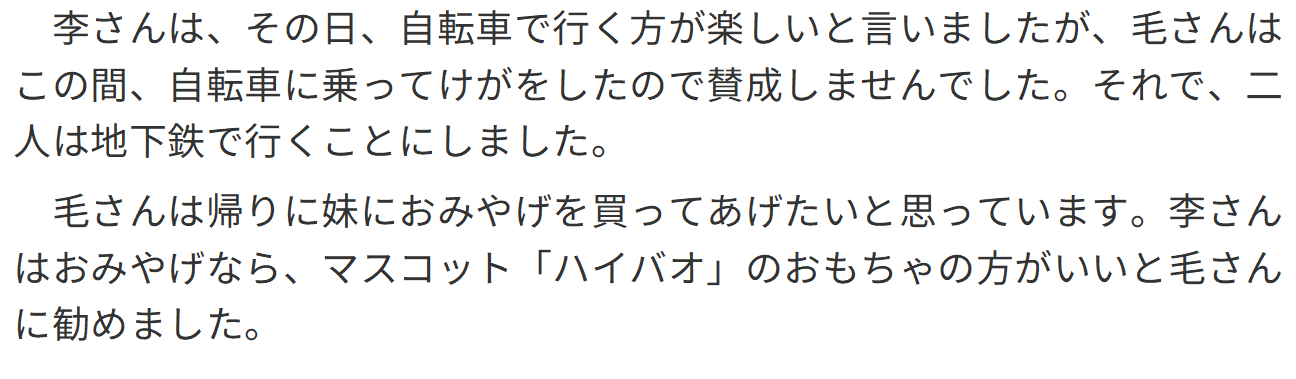 李さんは、その日、自転車で行く方が楽しいと言いましたが、毛さんは
この間、自転車に乗ってけがをしたので賛成しませんでした。それで、二
人は地下鉄で行くことにしました。
　毛さんは帰りに妹におみやげを買ってあげたいと思っています。李さん
はおみやげなら、マスコット「ハイバオ」のおもちゃの方がいいと毛さん
に勧めました。